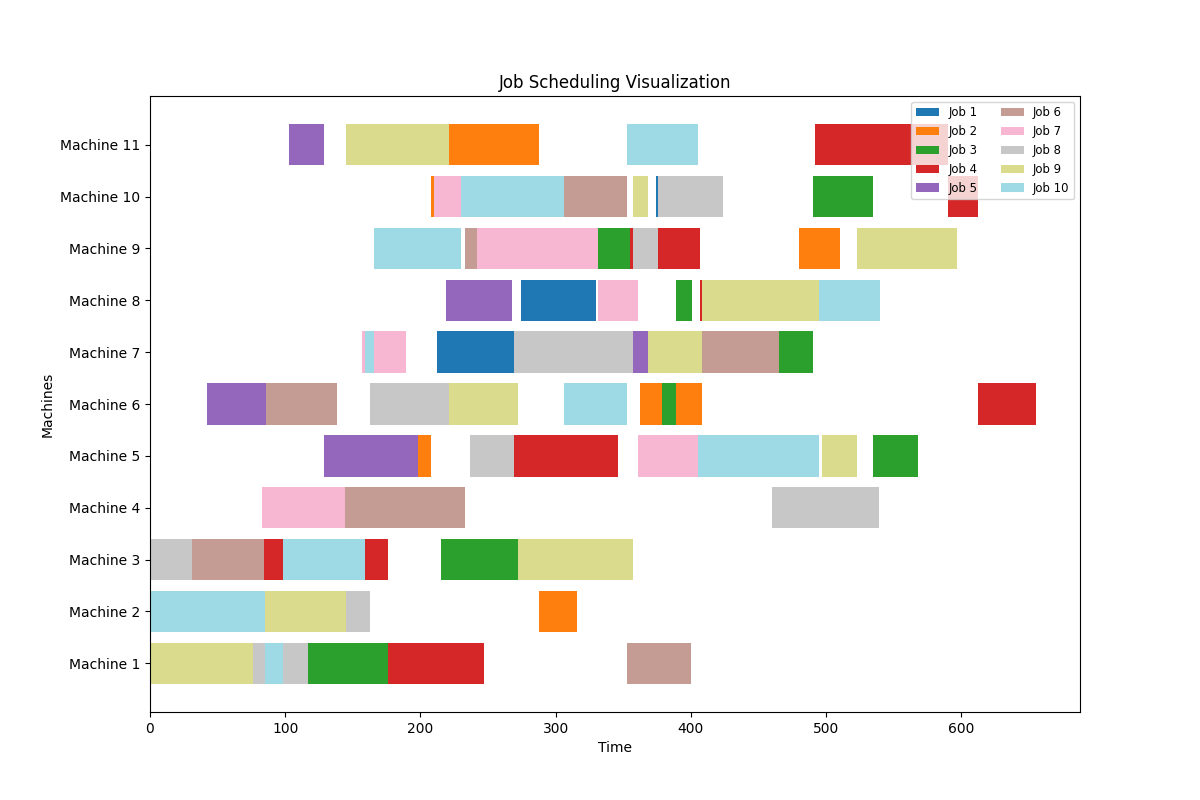 Job Scheduling Visualization
Machines
Machine 11
Machine 10
Machine 9
Machine 8
Machine 7
Machine 6
Machine 5
Machine 4
Machine 3
Machine 2
Machine 1
Job 1
Job 2
Job 3
Job 4
Job 5
Job 6
Job 7
Job 8
Job 9
Job 10
0 100 200 300 400 500 600
Time